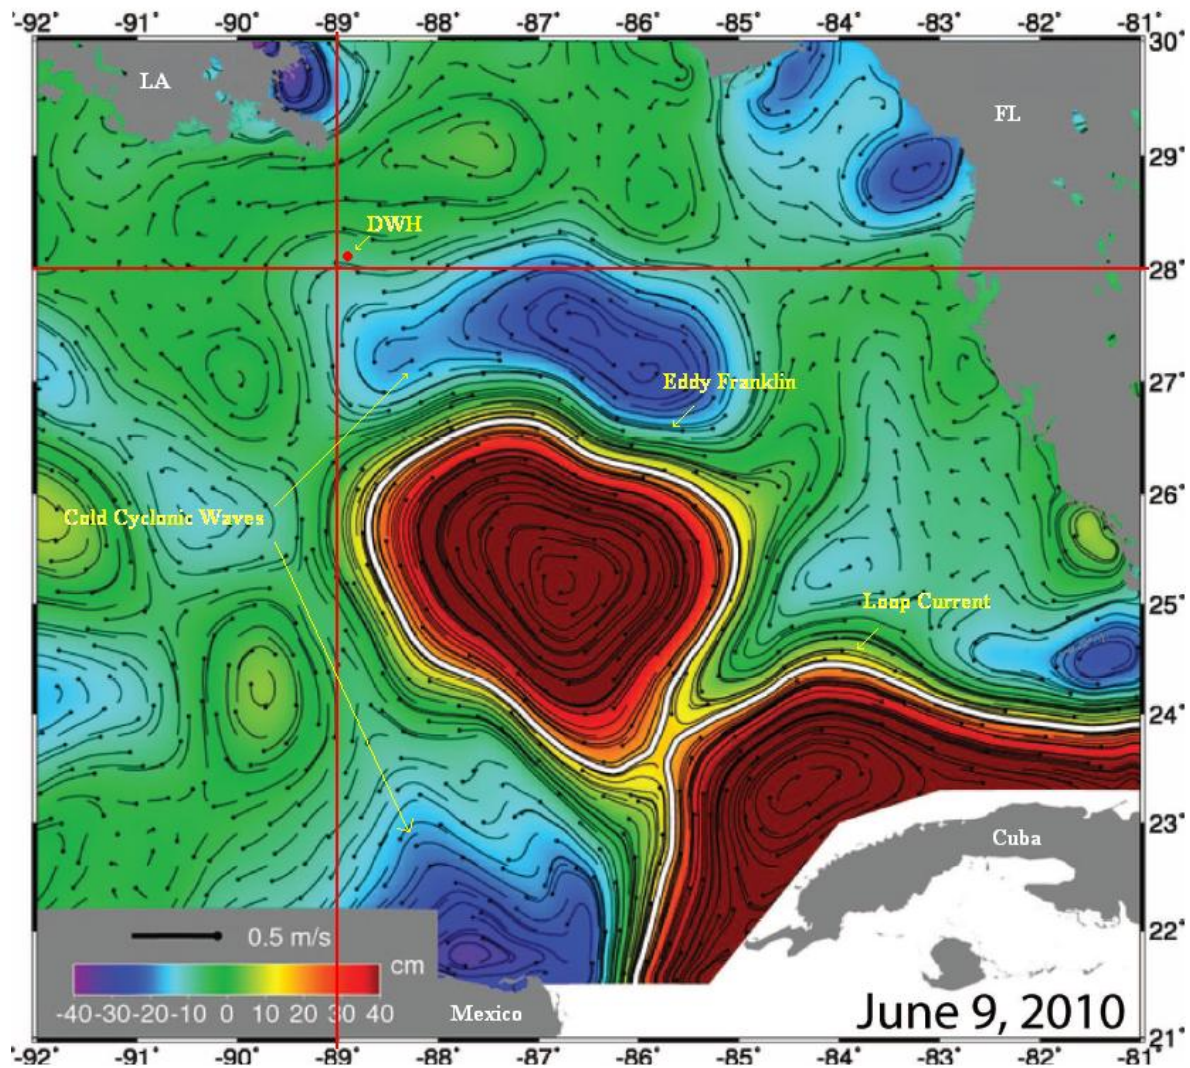 -92° -91° -90° -89° -88° -87° -86° -85° -84° -83° -82° -81°
30°
LA
FL
29°
DWH
28°
27°
Eddy Franklin
26°
Cold Cyclonic Waves
25°
Loop Current
24°
23°
Cuba
22°
0.5 m/s
cm
-40 -30 -20 -10 0 10 20 30 40
Mexico
June 9, 2010
21°
-92° -91° -90° -89° -88° -87° -86° -85° -84° -83° -82° -81°